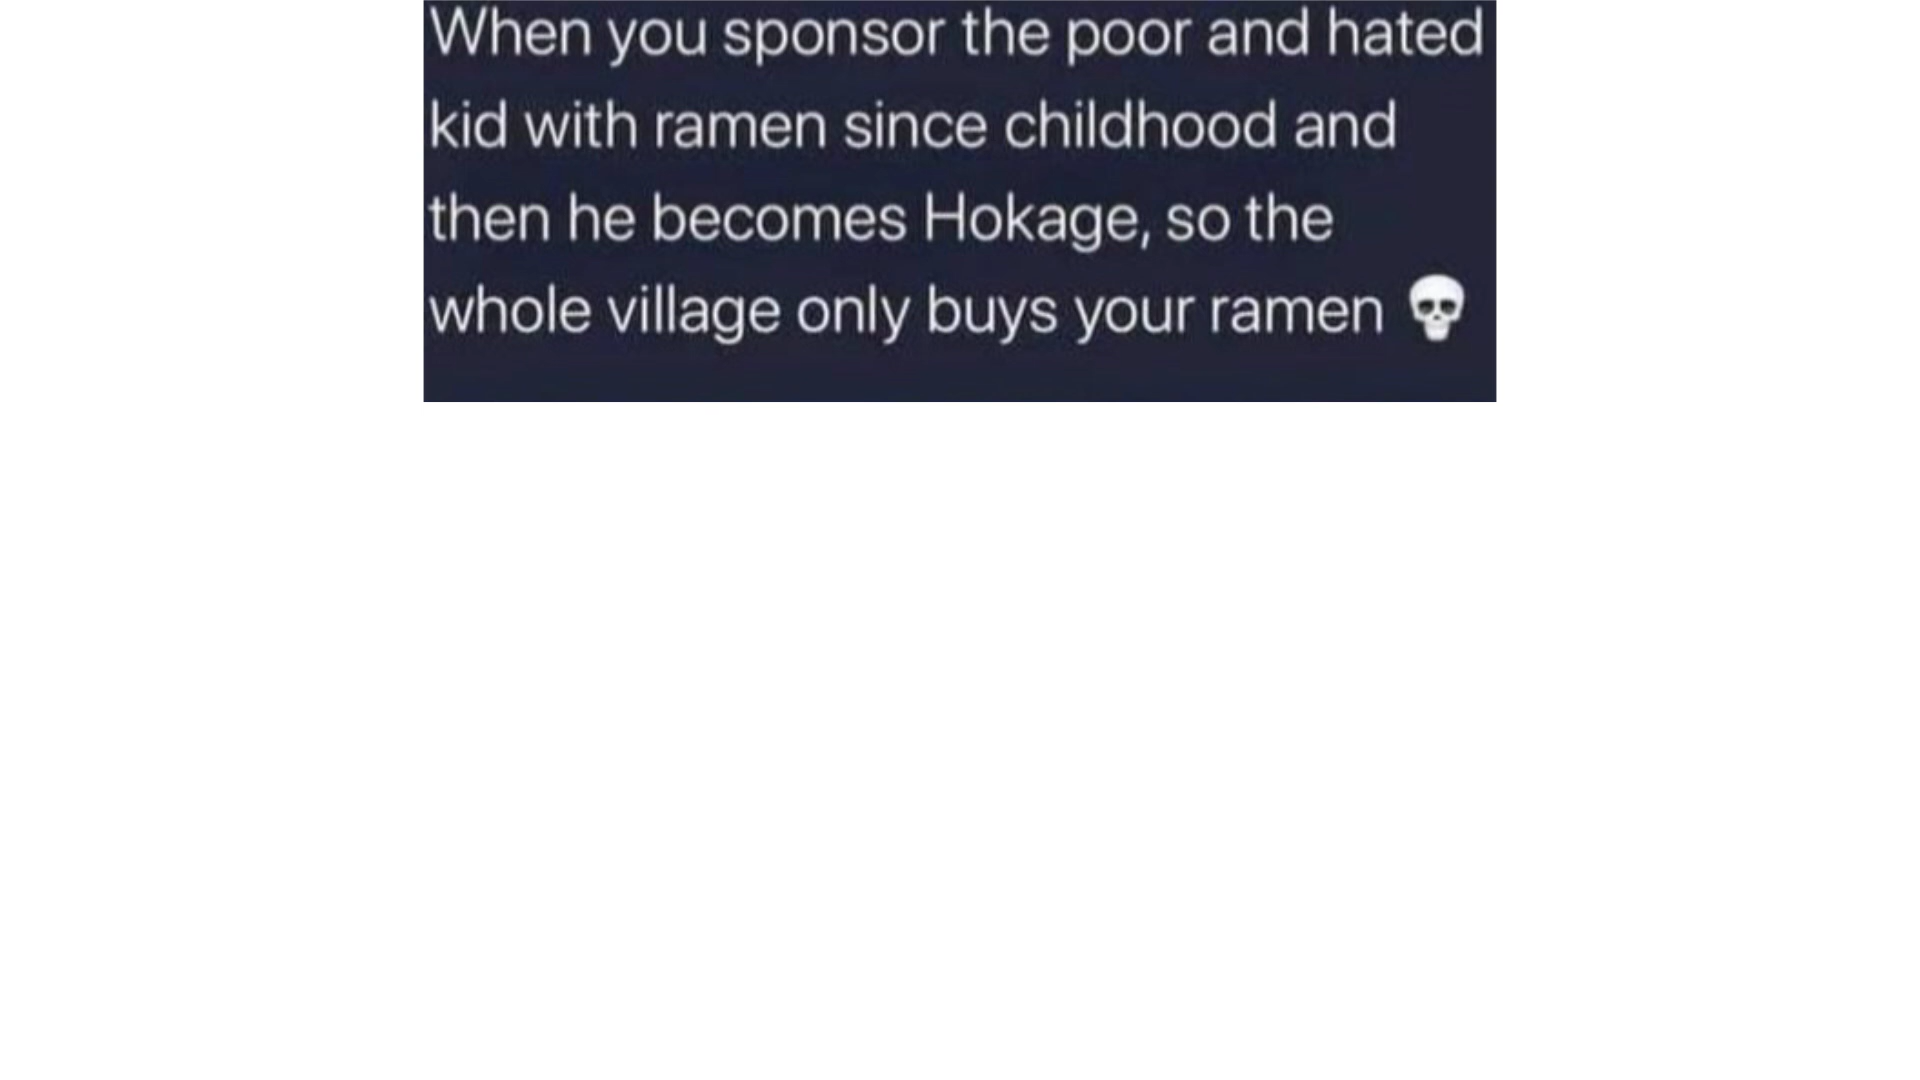 When you sponsor the poor and hated
kid with ramen since childhood and
then he becomes Hokage, so the
whole village only buys your ramen 💀